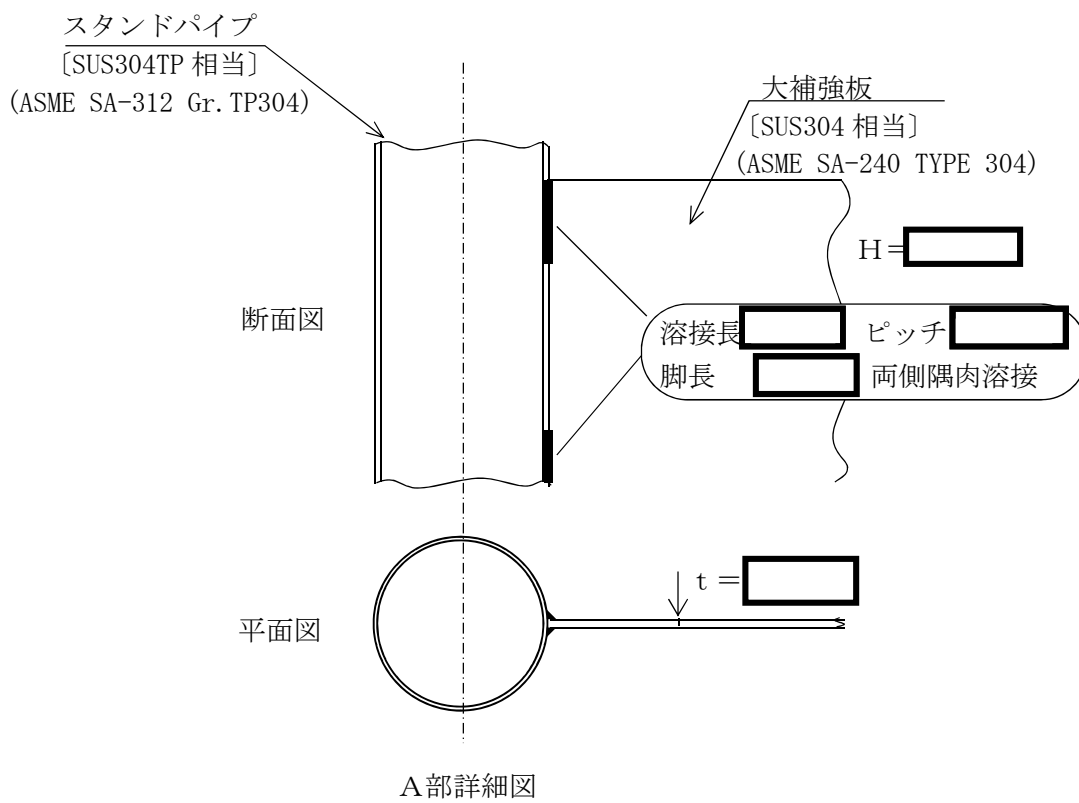 スタンドパイプ
〔SUS304TP 相当〕
(ASME SA-312 Gr.TP304)
大補強板
〔SUS304 相当〕
(ASME SA-240 TYPE 304)
H=
断面図
溶接長 ピッチ
脚長 両側隅肉溶接
t=
平面図
A部詳細図